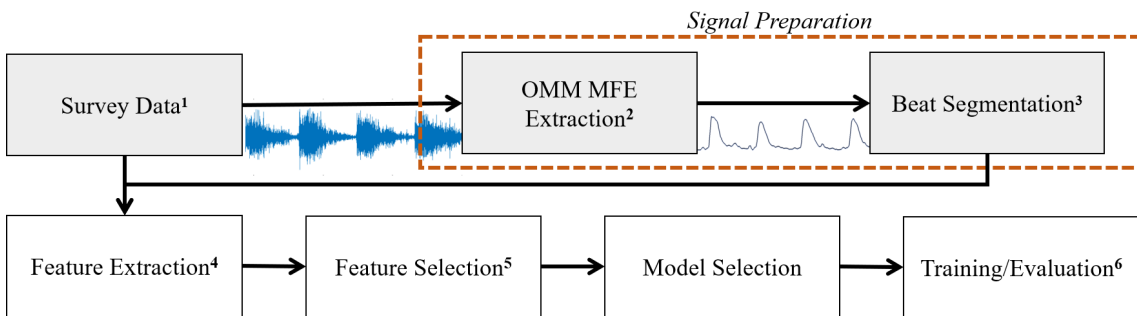 Signal Preparation
Survey Data¹
OMM MFE
Extraction²
Beat Segmentation³
Feature Extraction⁴
Feature Selection⁵
Model Selection
Training/Evaluation⁶